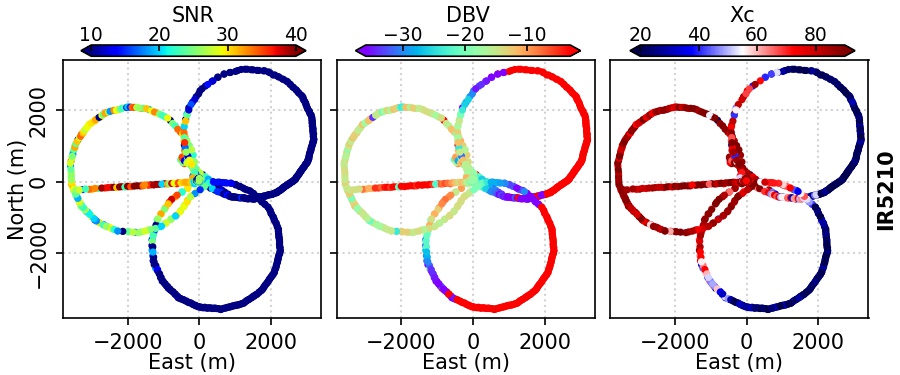 SNR DBV Xc
10 20 30 40 −30 −20 −10 20 40 60 80
2000
0
−2000
North (m)
IR5210
−2000 0 2000 −2000 0 2000 −2000 0 2000
East (m) East (m) East (m)